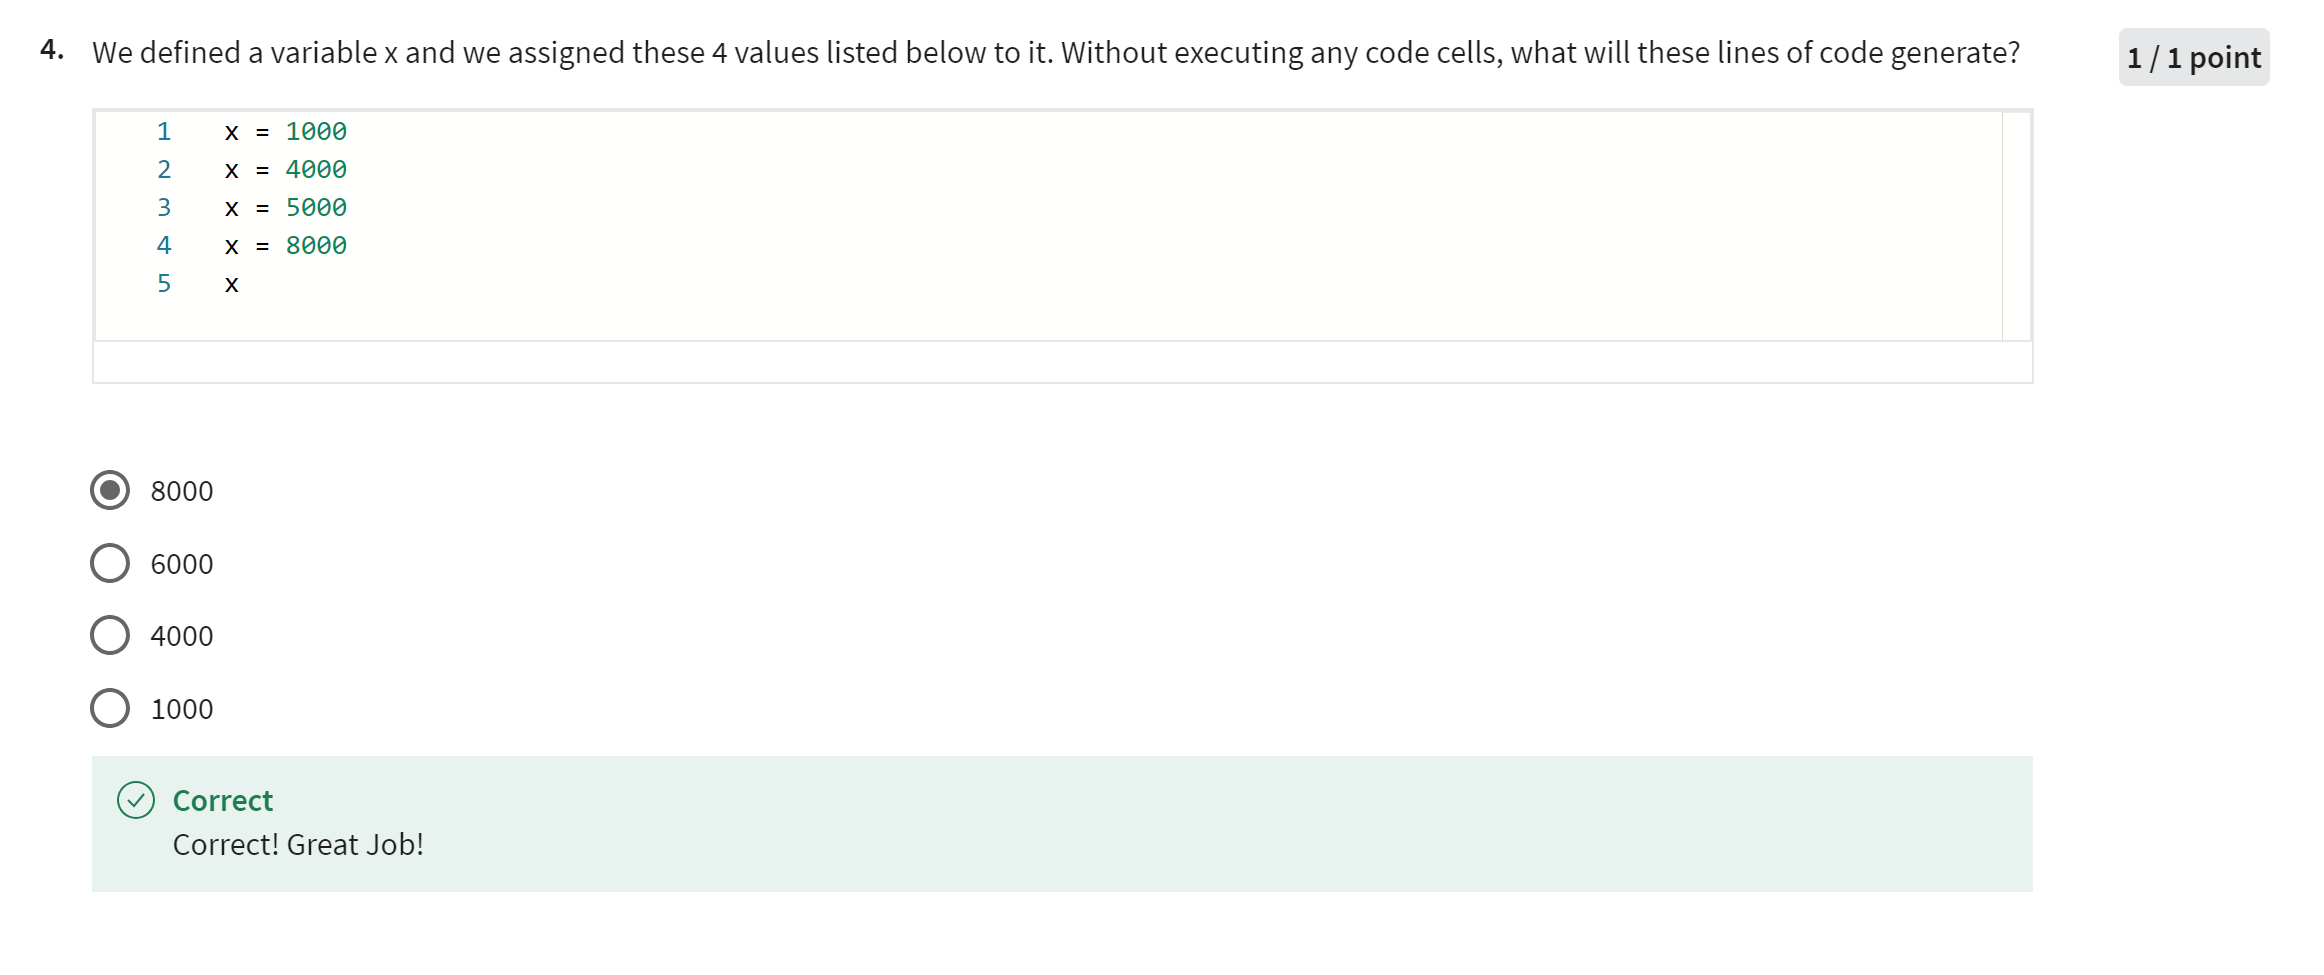 4. We defined a variable x and we assigned these 4 values listed below to it. Without executing any code cells, what will these lines of code generate?
1 / 1 point
1 x = 1000
2 x = 4000
3 x = 5000
4 x = 8000
5 x
8000
6000
4000
1000
Correct
Correct! Great Job!